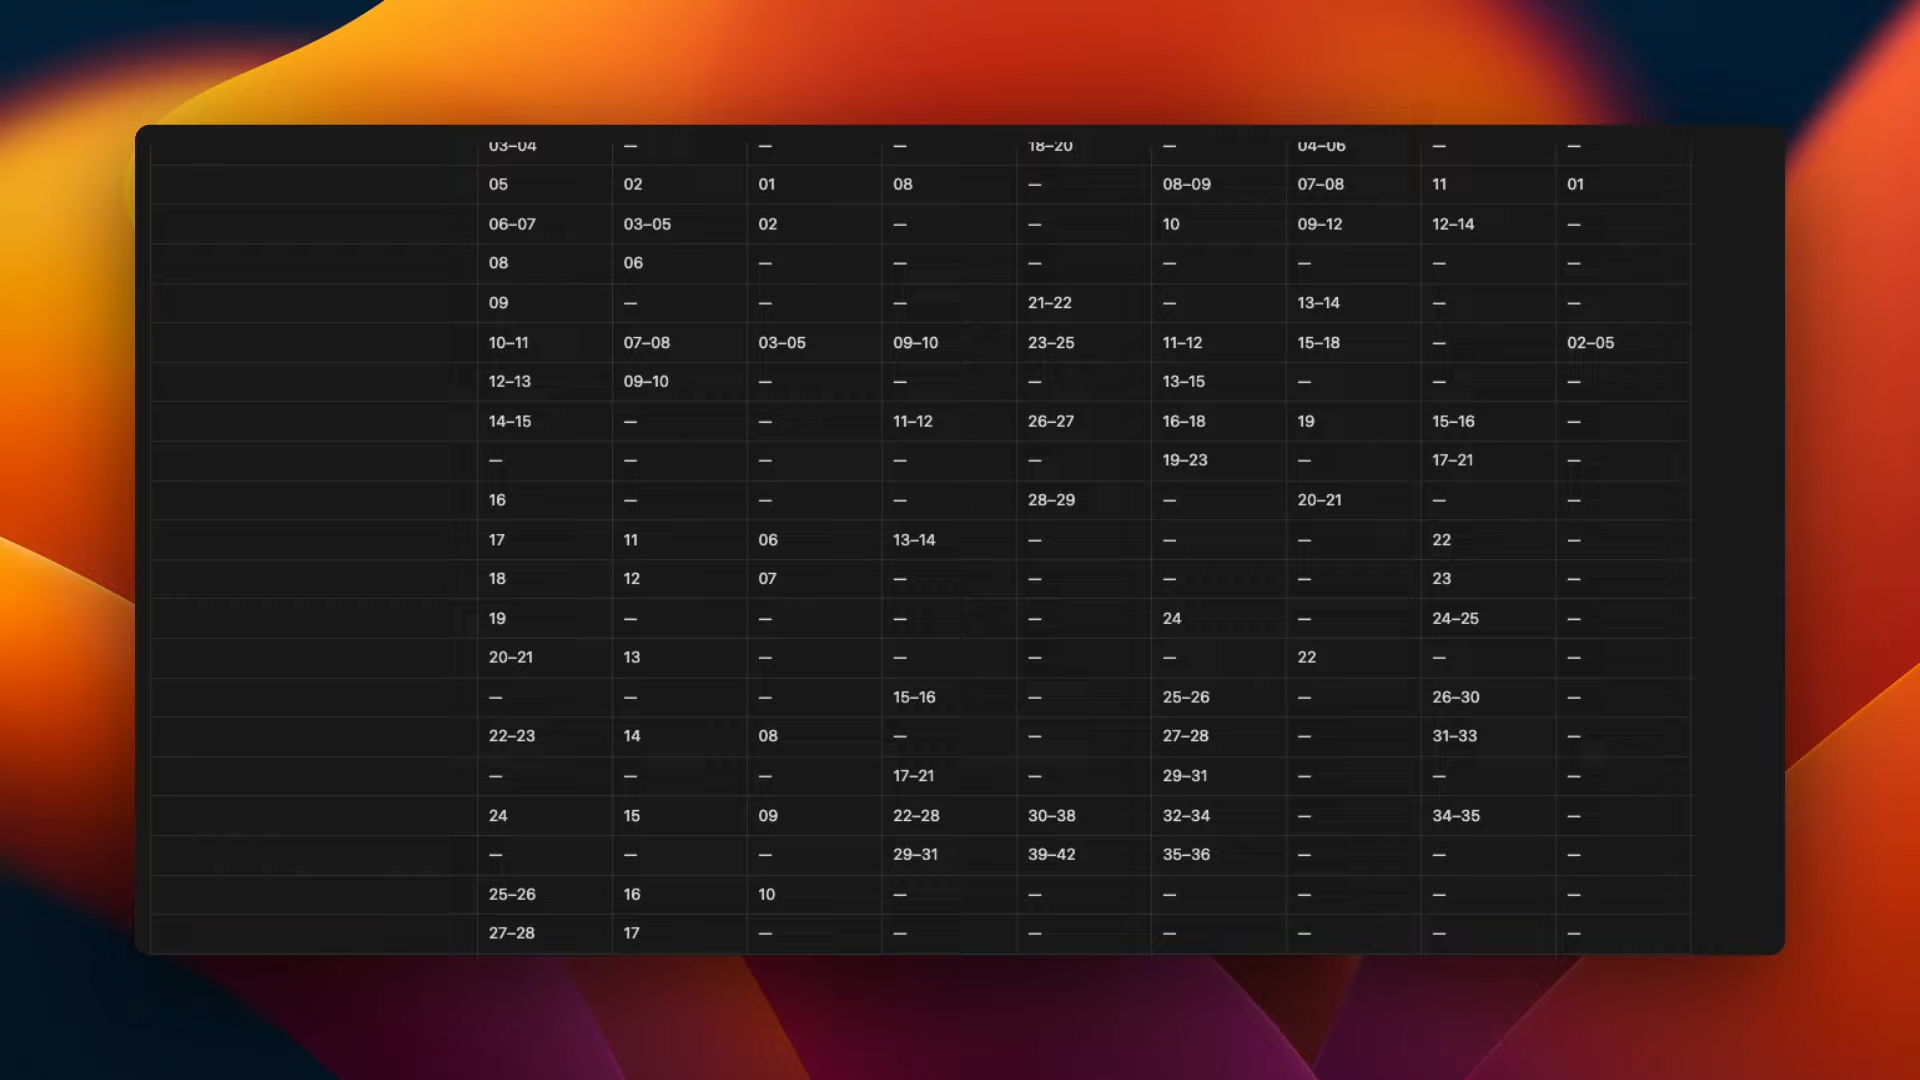 03–04 — — — 18–20 — 04–06 — —
05 02 01 08 — 08–09 07–08 11 01
06–07 03–05 02 — — 10 09–12 12–14 —
08 06 — — — — — — —
09 — — — 21–22 — 13–14 — —
10–11 07–08 03–05 09–10 23–25 11–12 15–18 — 02–05
12–13 09–10 — — — 13–15 — — —
14–15 — — 11–12 26–27 16–18 19 15–16 —
— — — — — 19–23 — 17–21 —
16 — — — 28–29 — 20–21 — —
17 11 06 13–14 — — — 22 —
18 12 07 — — — — 23 —
19 — — — — 24 — 24–25 —
20–21 13 — — — — 22 — —
— — — 15–16 — 25–26 — 26–30 —
22–23 14 08 — — 27–28 — 31–33 —
— — — 17–21 — 29–31 — — —
24 15 09 22–28 30–38 32–34 — 34–35 —
— — — 29–31 39–42 35–36 — — —
25–26 16 10 — — — — — —
27–28 17 — — — — — — —